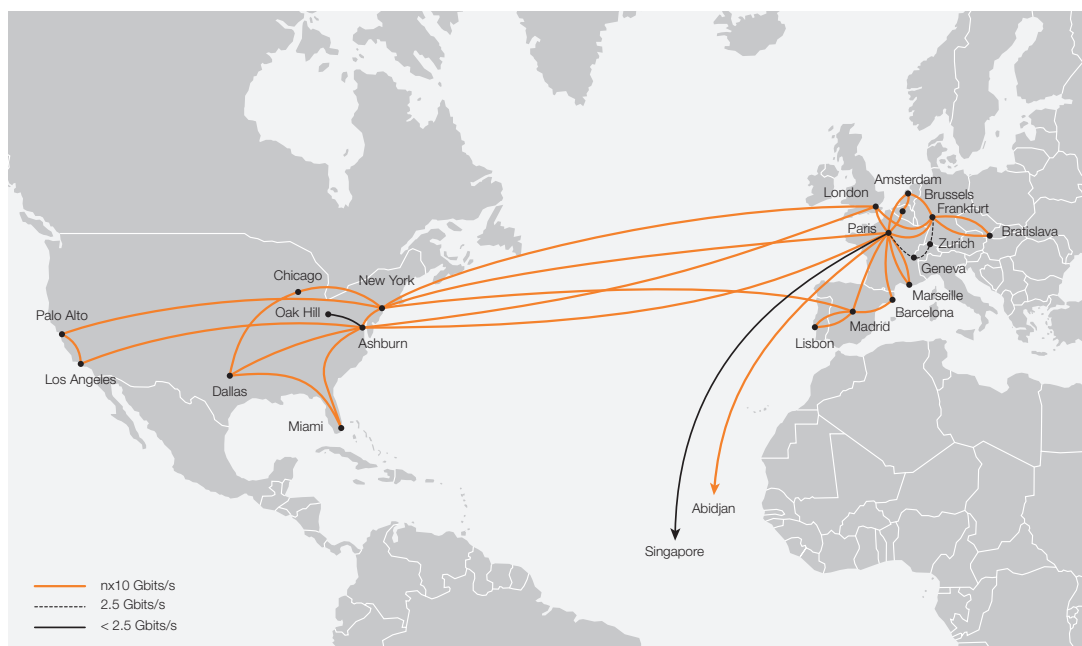 Amsterdam
London
Brussels
Frankfurt
Paris
Bratislava
Zurich
Geneva
Chicago
New York
Marseille
Oak Hill
Barcelona
Palo Alto
Madrid
Ashburn
Lisbon
Los Angeles
Dallas
Miami
Abidjan
Singapore
nx10 Gbits/s
2.5 Gbits/s
< 2.5 Gbits/s